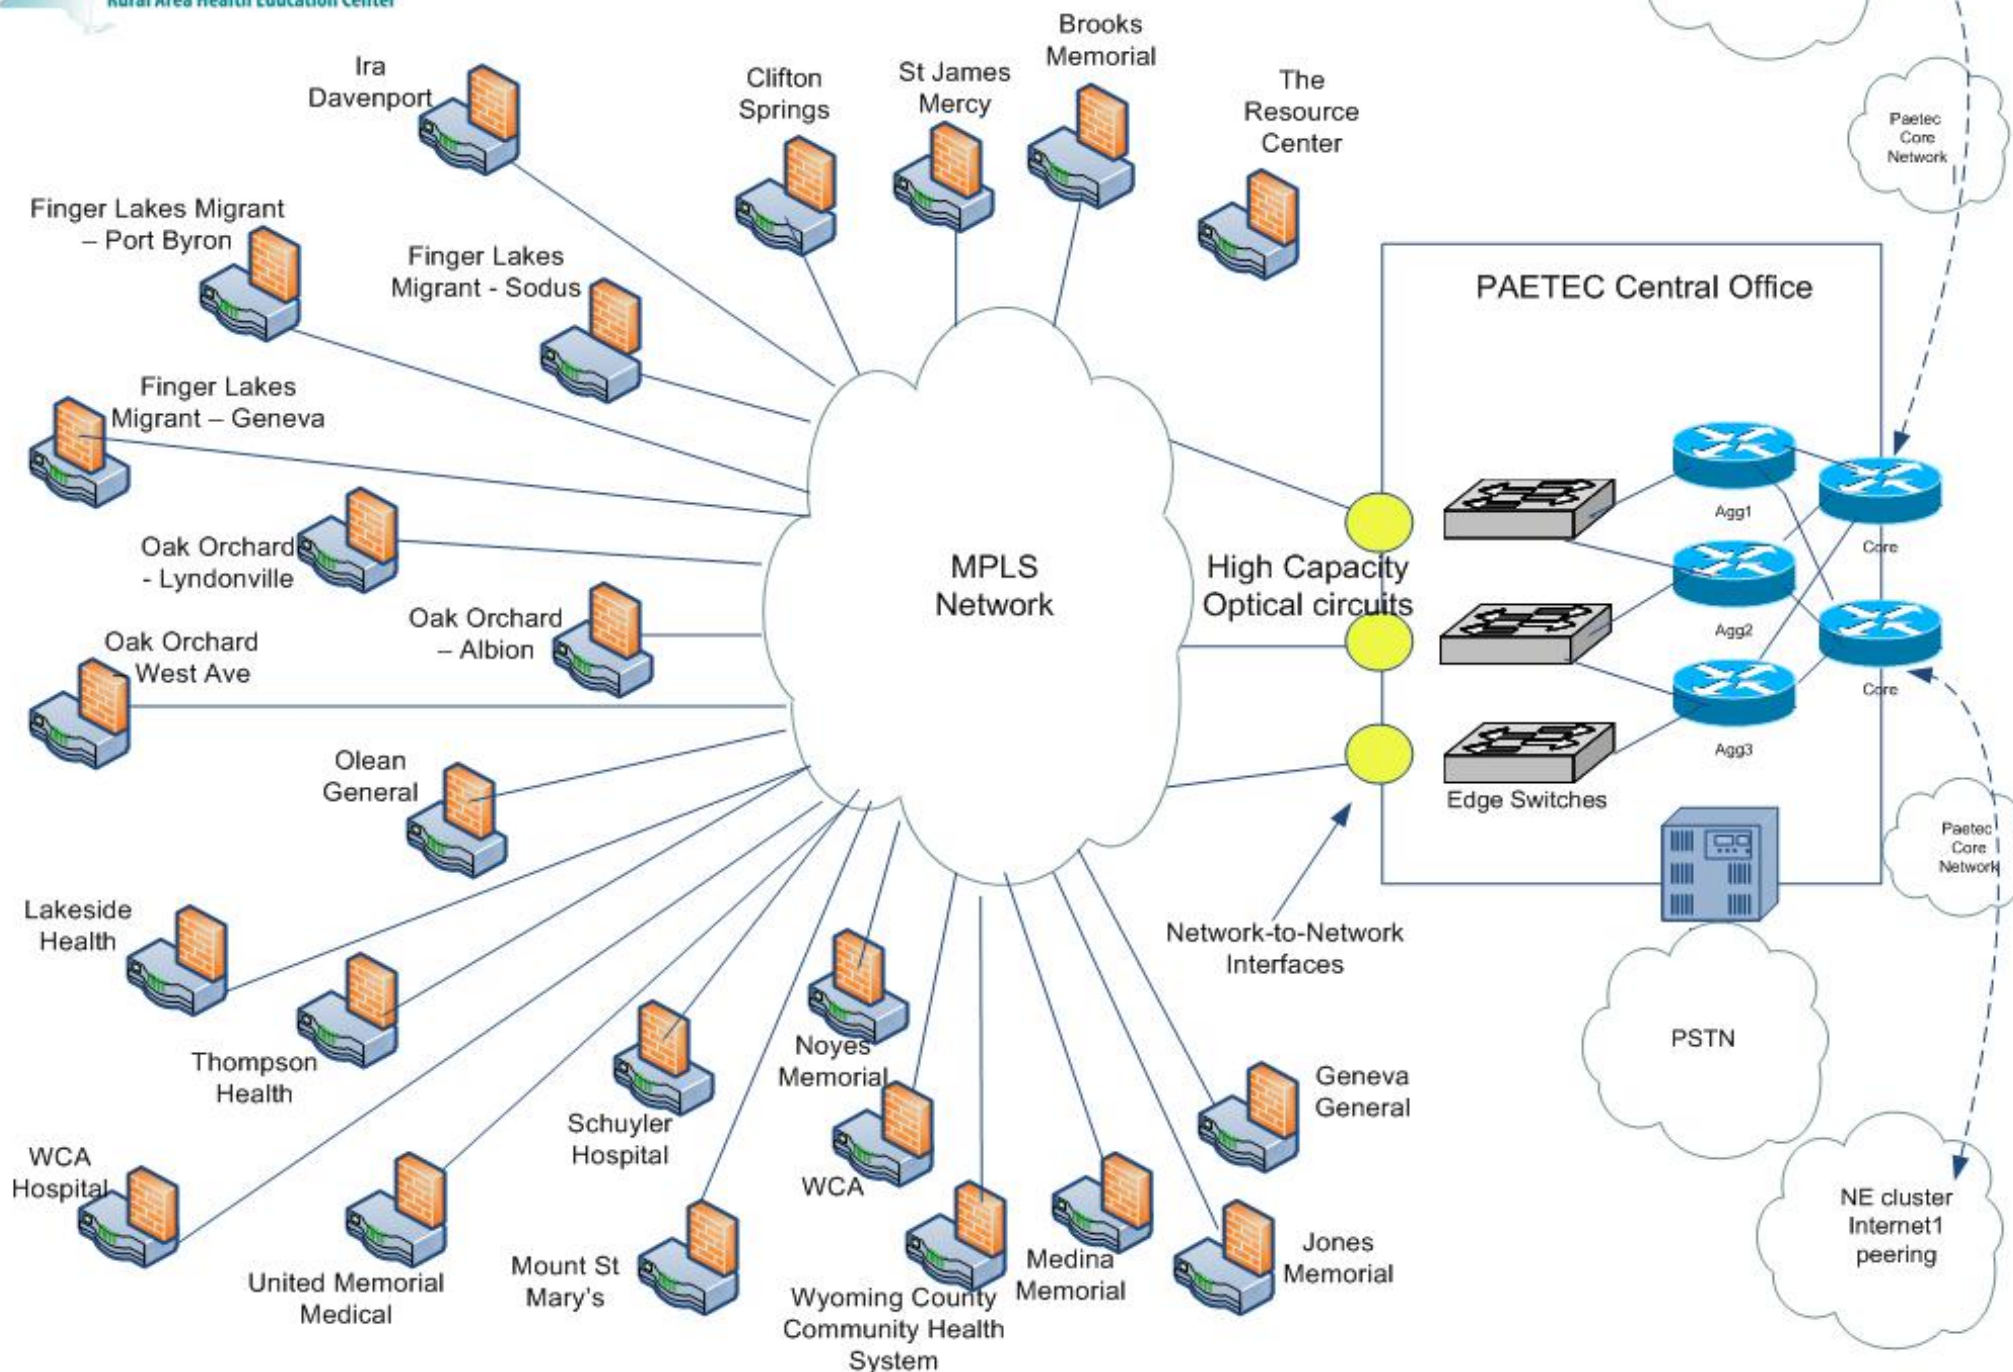 Rural Area Health Education Center
Brooks
Memorial
Ira
Davenport
Clifton
Springs
St James
Mercy
The
Resource
Center
Paetec
Core
Network
Finger Lakes Migrant
– Port Byron
Finger Lakes
Migrant - Sodus
PAETEC Central Office
Finger Lakes
Migrant – Geneva
Agg1
Core
Oak Orchard
- Lyndonville
MPLS
Network
High Capacity
Optical circuits
Oak Orchard
– Albion
Agg2
Oak Orchard
West Ave
Core
Agg3
Olean
General
Edge Switches
Paetec
Core
Network
Lakeside
Health
Network-to-Network
Interfaces
Thompson
Health
Noyes
Memorial
PSTN
Geneva
General
Schuyler
Hospital
WCA
Hospital
WCA
NE cluster
Internet1
peering
United Memorial
Medical
Mount St
Mary's
Wyoming County
Community Health
System
Medina
Memorial
Jones
Memorial